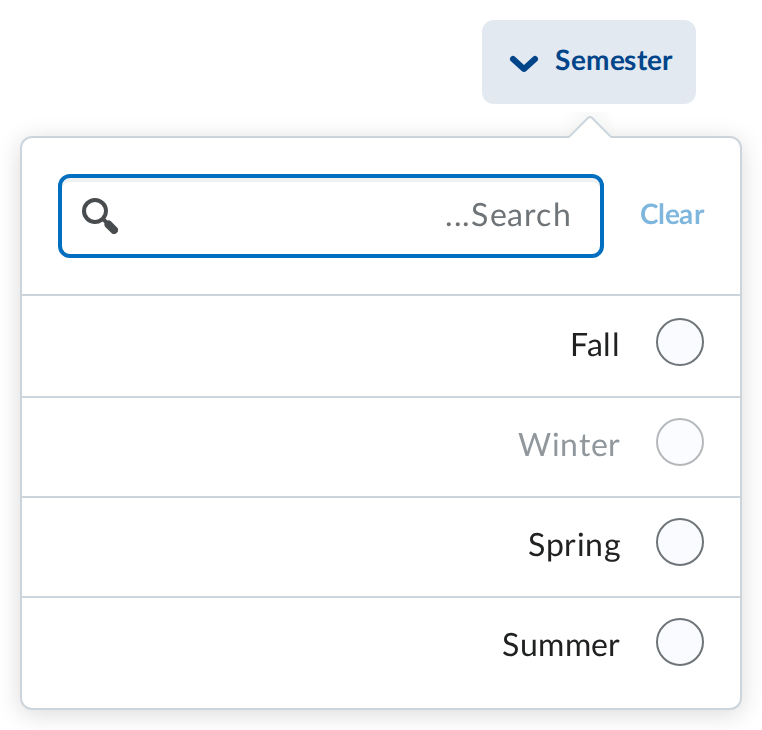 Semester
...Search
Clear
Fall
Winter
Spring
Summer